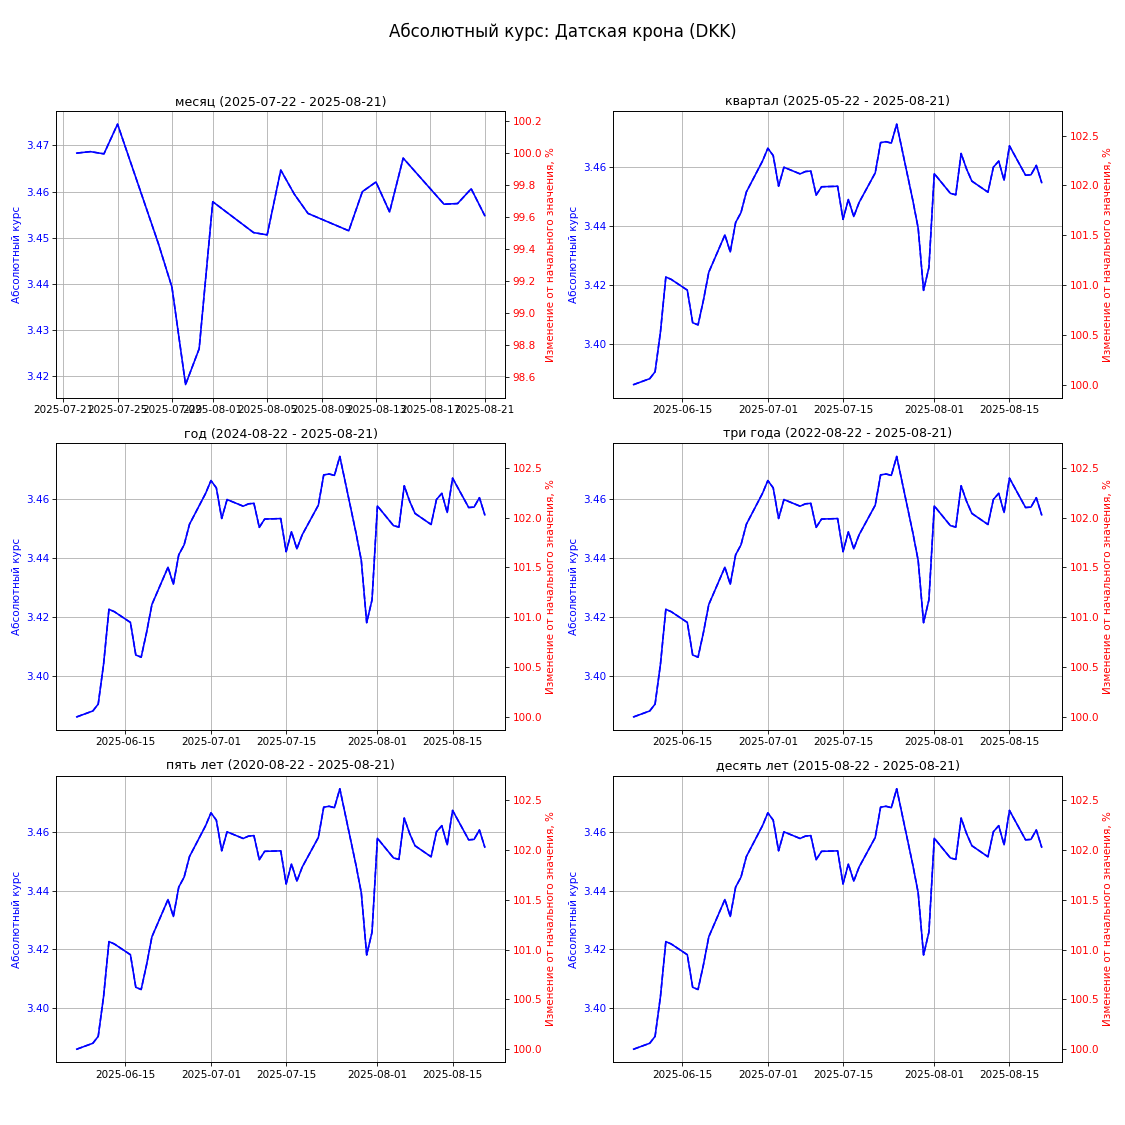 Абсолютный курс: Датская крона (DKK)
месяц (2025-07-22 - 2025-08-21)
Абсолютный курс
3.47
3.46
3.45
3.44
3.43
3.42
100.2
100.0
99.8
99.6
99.4
99.2
99.0
98.8
98.6
Изменение от начального значения, %
2025-07-21 2025-07-25 2025-07-29 2025-08-01 2025-08-05 2025-08-09 2025-08-13 2025-08-17 2025-08-21
квартал (2025-05-22 - 2025-08-21)
Абсолютный курс
3.46
3.44
3.42
3.40
102.5
102.0
101.5
101.0
100.5
100.0
Изменение от начального значения, %
2025-06-15 2025-07-01 2025-07-15 2025-08-01 2025-08-15
год (2024-08-22 - 2025-08-21)
Абсолютный курс
3.46
3.44
3.42
3.40
102.5
102.0
101.5
101.0
100.5
100.0
Изменение от начального значения, %
2025-06-15 2025-07-01 2025-07-15 2025-08-01 2025-08-15
три года (2022-08-22 - 2025-08-21)
Абсолютный курс
3.46
3.44
3.42
3.40
102.5
102.0
101.5
101.0
100.5
100.0
Изменение от начального значения, %
2025-06-15 2025-07-01 2025-07-15 2025-08-01 2025-08-15
пять лет (2020-08-22 - 2025-08-21)
Абсолютный курс
3.46
3.44
3.42
3.40
102.5
102.0
101.5
101.0
100.5
100.0
Изменение от начального значения, %
2025-06-15 2025-07-01 2025-07-15 2025-08-01 2025-08-15
десять лет (2015-08-22 - 2025-08-21)
Абсолютный курс
3.46
3.44
3.42
3.40
102.5
102.0
101.5
101.0
100.5
100.0
Изменение от начального значения, %
2025-06-15 2025-07-01 2025-07-15 2025-08-01 2025-08-15